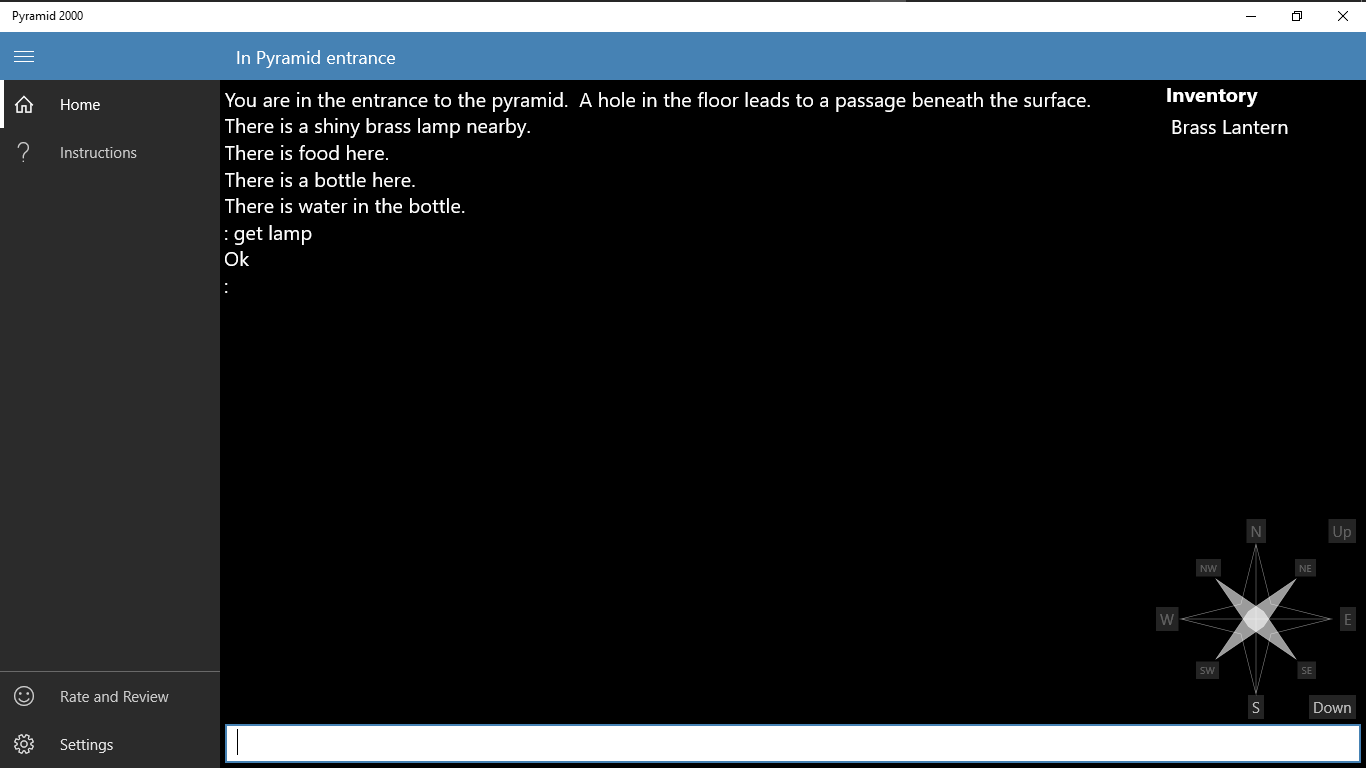 Pyramid 2000
In Pyramid entrance
Home
Instructions
Rate and Review
Settings
You are in the entrance to the pyramid.  A hole in the floor leads to a passage beneath the surface.
There is a shiny brass lamp nearby.
There is food here.
There is a bottle here.
There is water in the bottle.
: get lamp
Ok
:
Inventory
Brass Lantern
N
Up
NW
NE
W
E
SW
SE
S
Down